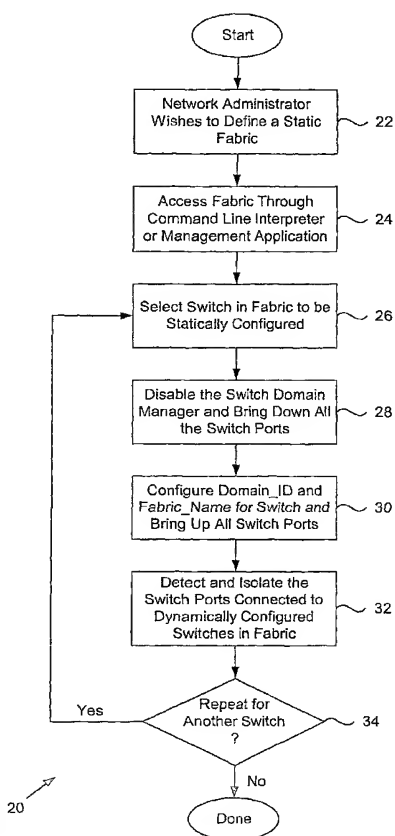 Start
Network Administrator
Wishes to Define a Static
Fabric
22
Access Fabric Through
Command Line Interpreter
or Management Application
24
Select Switch in Fabric to be
Statically Configured
26
Disable the Switch Domain
Manager and Bring Down All
the Switch Ports
28
Configure Domain_ID and
Fabric_Name for Switch and
Bring Up All Switch Ports
30
Detect and Isolate the
Switch Ports Connected to
Dynamically Configured
Switches in Fabric
32
Repeat for
Another Switch
?
34
Yes
No
20
Done